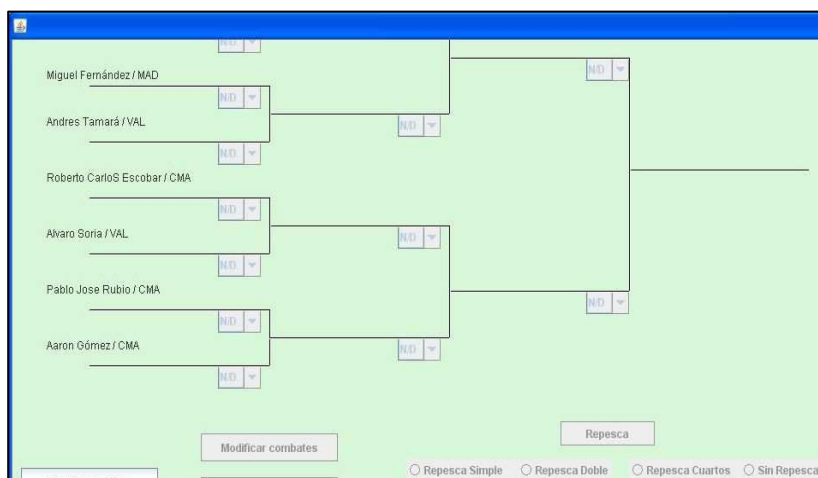 N/D
Miguel Fernández / MAD
N/D
N/D
Andres Tamará / VAL
N/D
N/D
Roberto CarloS Escobar / CMA
N/D
Alvaro Soria / VAL
N/D
N/D
Pablo Jose Rubio / CMA
N/D
N/D
Aaron Gómez / CMA
N/D
N/D
Repesca
Modificar combates
Repesca Simple Repesca Doble Repesca Cuartos Sin Repesca